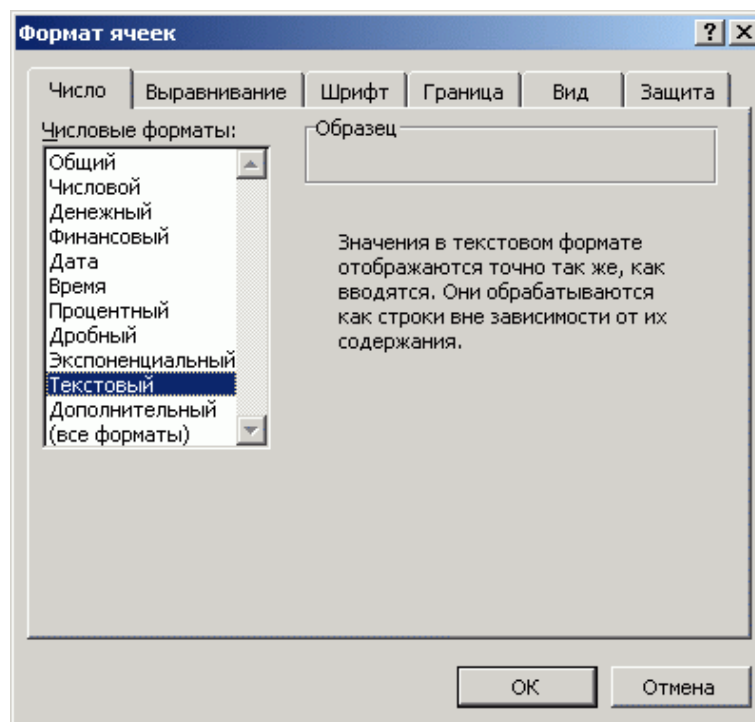 Формат ячеек
Число Выравнивание Шрифт Граница Вид Защита
Числовые форматы:
Общий
Числовой
Денежный
Финансовый
Дата
Время
Процентный
Дробный
Экспоненциальный
Текстовый
Дополнительный
(все форматы)
Образец
Значения в текстовом формате
отображаются точно так же, как
вводятся. Они обрабатываются
как строки вне зависимости от их
содержания.
ОК Отмена